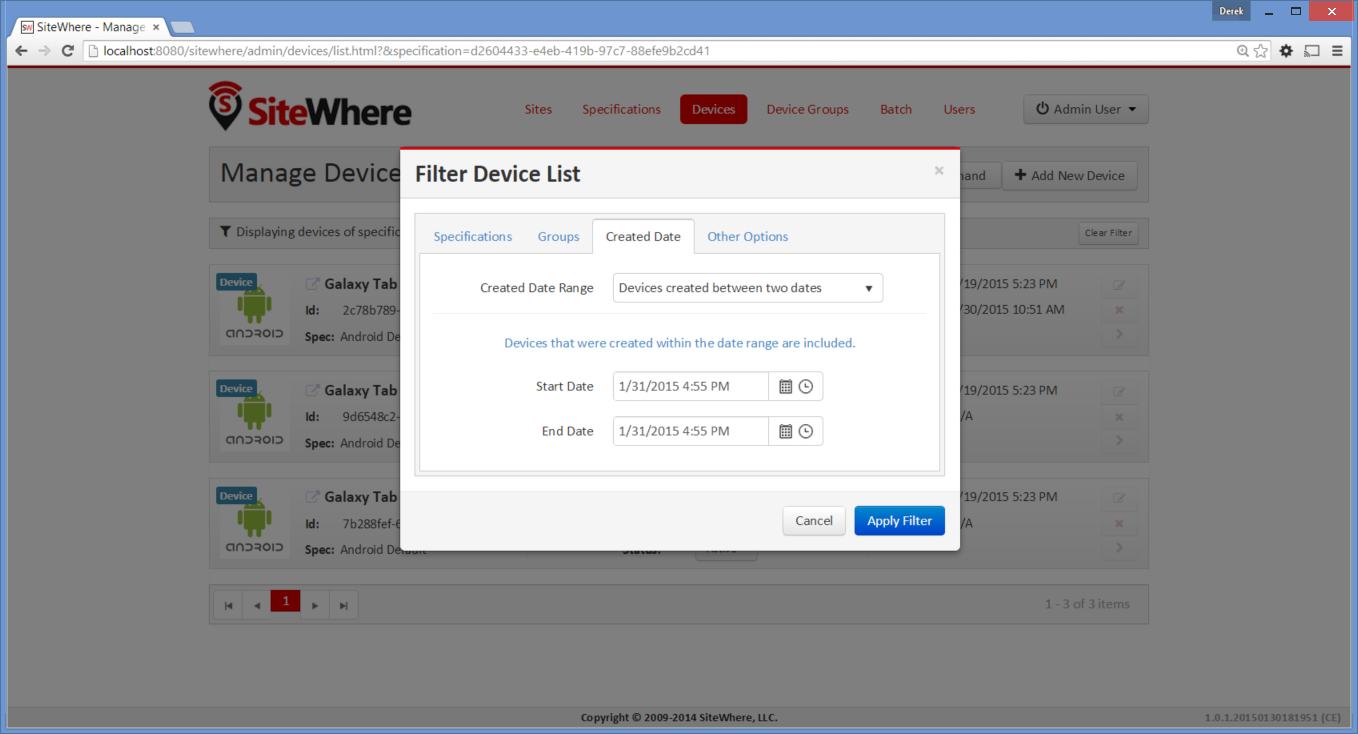 Derek
SW SiteWhere - Manage ×
localhost:8080/sitewhere/admin/devices/list.html?&specification=d2604433-e4eb-419b-97c7-88efe9b2cd41
S SiteWhere
Sites Specifications Devices Device Groups Batch Users Admin User
Manage Device
Filter Device List ×
mand Add New Device
Displaying devices of specific
Clear Filter
Specifications Groups Created Date Other Options
Created Date Range Devices created between two dates
Devices that were created within the date range are included.
Start Date 1/31/2015 4:55 PM
End Date 1/31/2015 4:55 PM
Cancel Apply Filter
Device Galaxy Tab /19/2015 5:23 PM
Id: 2c78b789- /30/2015 10:51 AM
android Spec: Android De
Device Galaxy Tab /19/2015 5:23 PM
Id: 9d6548c2- /A
android Spec: Android De
Device Galaxy Tab /19/2015 5:23 PM
Id: 7b288fef-6 /A
android Spec: Android Default
1 1 - 3 of 3 items
Copyright © 2009-2014 SiteWhere, LLC. 1.0.1.20150130181951 (CE)